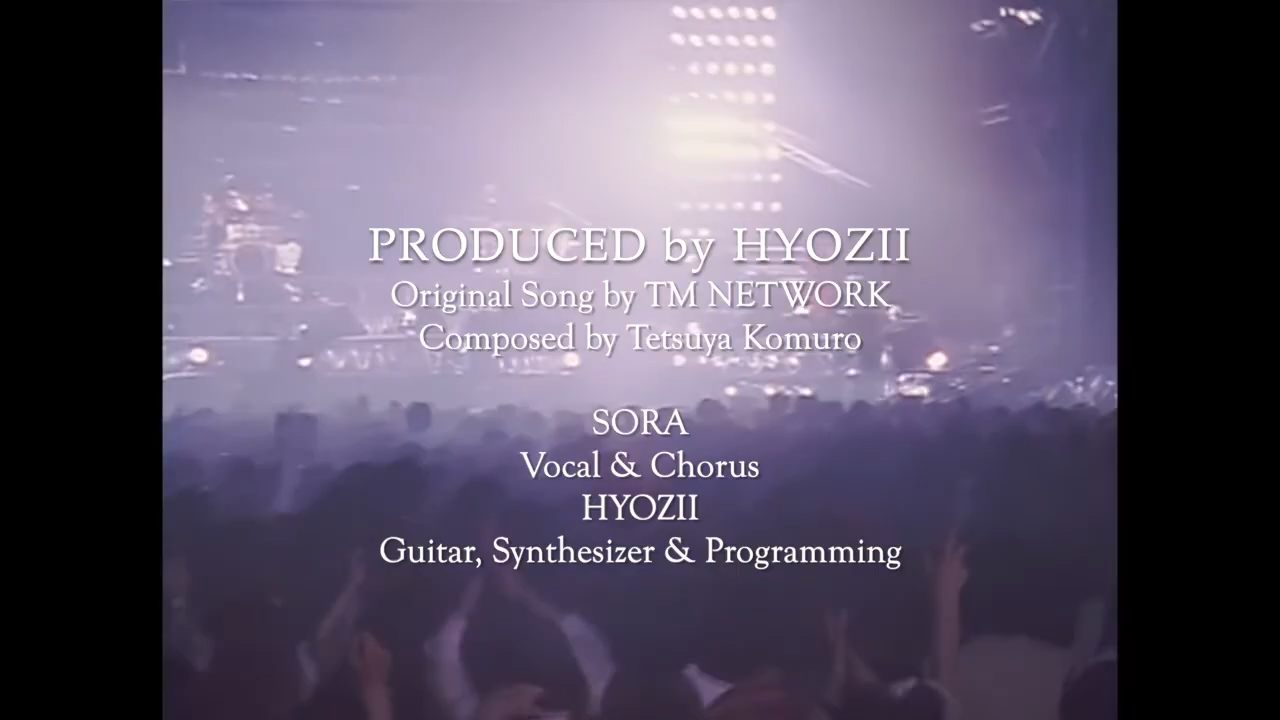 PRODUCED by HYOZII
Original Song by TM NETWORK
Composed by Tetsuya Komuro
SORA
Vocal & Chorus
HYOZII
Guitar, Synthesizer & Programming